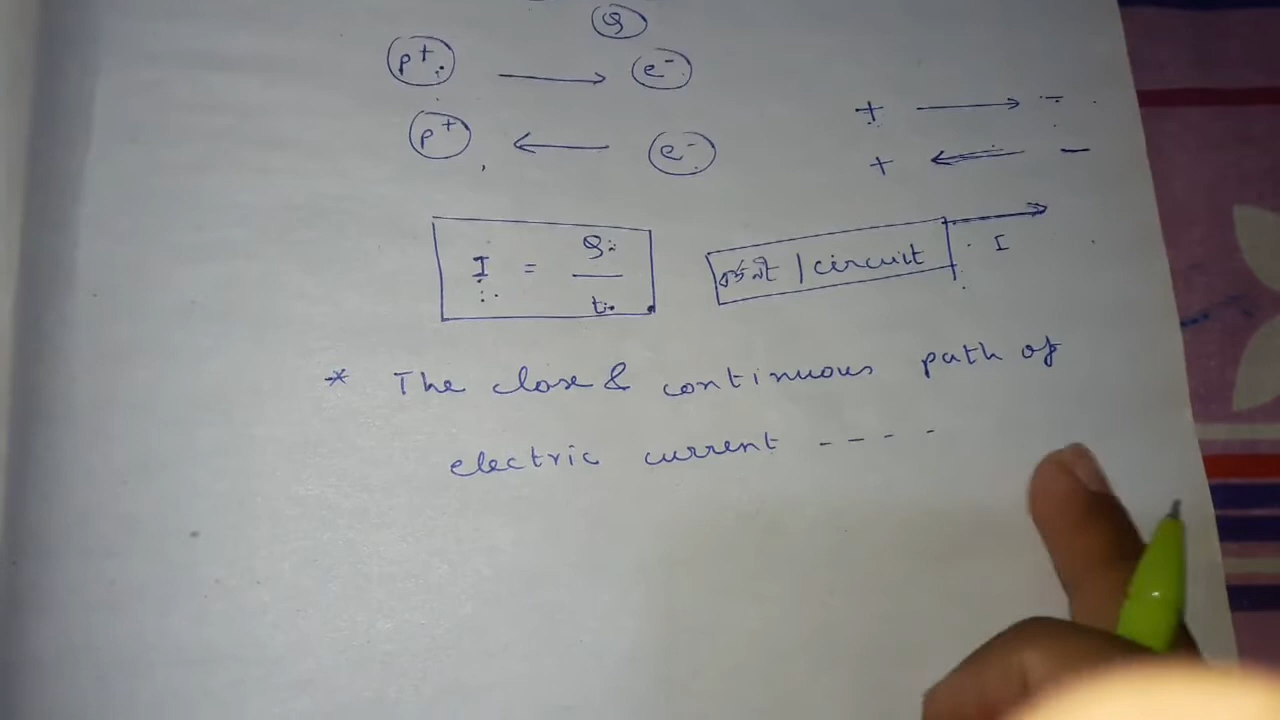 Q
p+ → e-
p+ ← e-
+ → -
+ ← -
I = Q / t
/ circuit
I
* The close & continuous path of
electric current ----